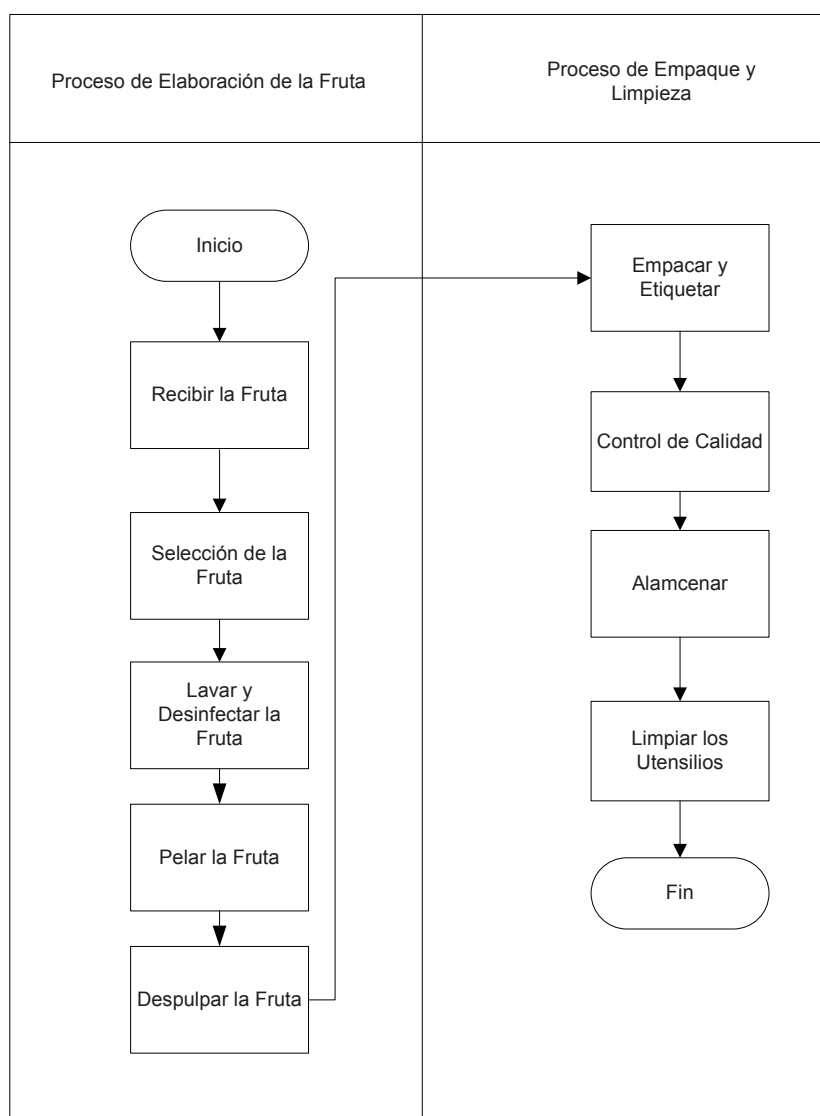 Proceso de Elaboración de la Fruta
Proceso de Empaque y
Limpieza
Inicio
Recibir la Fruta
Selección de la
Fruta
Lavar y
Desinfectar la
Fruta
Pelar la Fruta
Despulpar la Fruta
Empacar y
Etiquetar
Control de Calidad
Alamcenar
Limpiar los
Utensilios
Fin